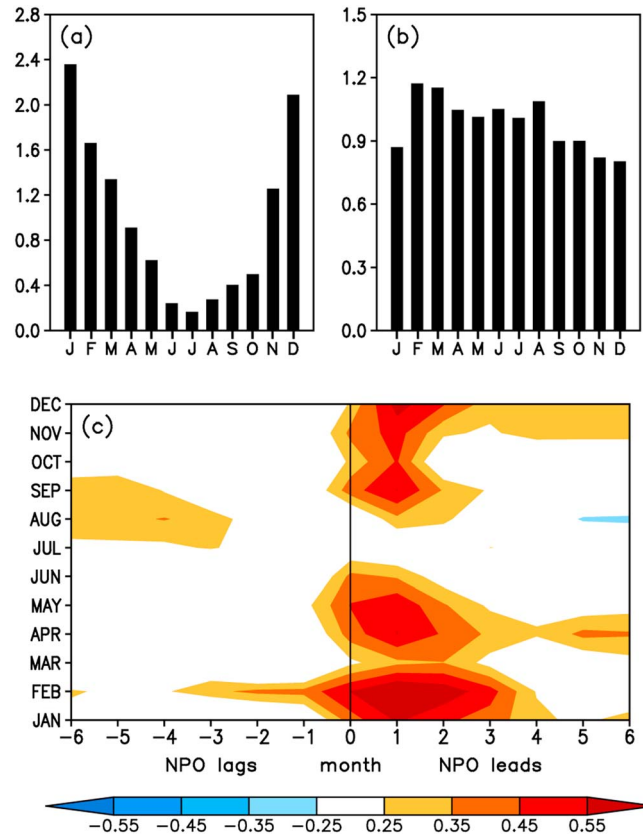 (a)
2.8
2.4
2.0
1.6
1.2
0.8
0.4
0.0
J F M A M J J A S O N D
(b)
1.5
1.2
0.9
0.6
0.3
0.0
J F M A M J J A S O N D
(c)
DEC
NOV
OCT
SEP
AUG
JUL
JUN
MAY
APR
MAR
FEB
JAN
-6 -5 -4 -3 -2 -1 0 1 2 3 4 5 6
NPO lags month NPO leads
-0.55 -0.45 -0.35 -0.25 0.25 0.35 0.45 0.55